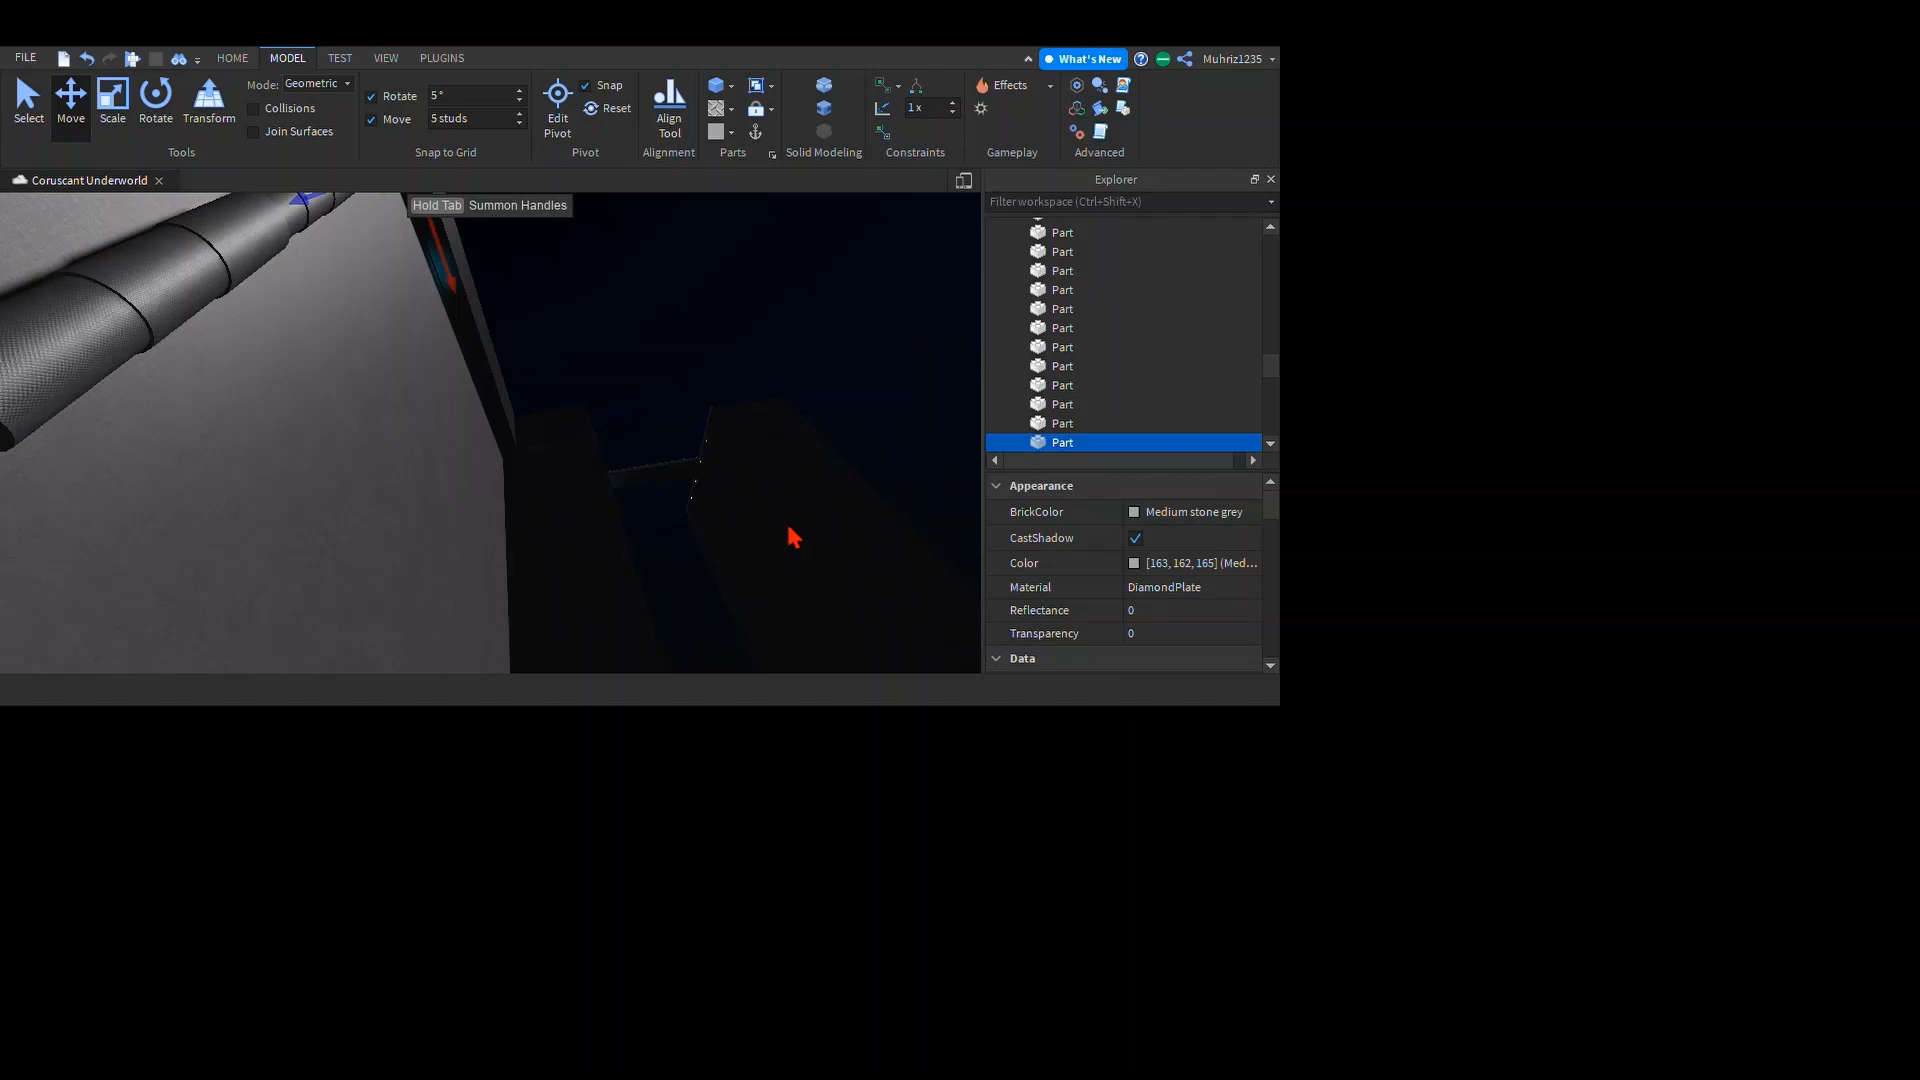 FILE HOME MODEL TEST VIEW PLUGINS What's New Muhriz1235
Mode: Geometric
Rotate 5° Snap Effects
Collisions Reset 1 x
Select Move Scale Rotate Transform Move 5 studs Edit Pivot Align Tool
Join Surfaces
Tools Snap to Grid Pivot Alignment Parts Solid Modeling Constraints Gameplay Advanced
Coruscant Underworld Explorer
Hold Tab Summon Handles
Filter workspace (Ctrl+Shift+X)
Part
Part
Part
Part
Part
Part
Part
Part
Part
Part
Part
Part
Appearance
BrickColor Medium stone grey
CastShadow
Color [163, 162, 165] (Med...
Material DiamondPlate
Reflectance 0
Transparency 0
Data